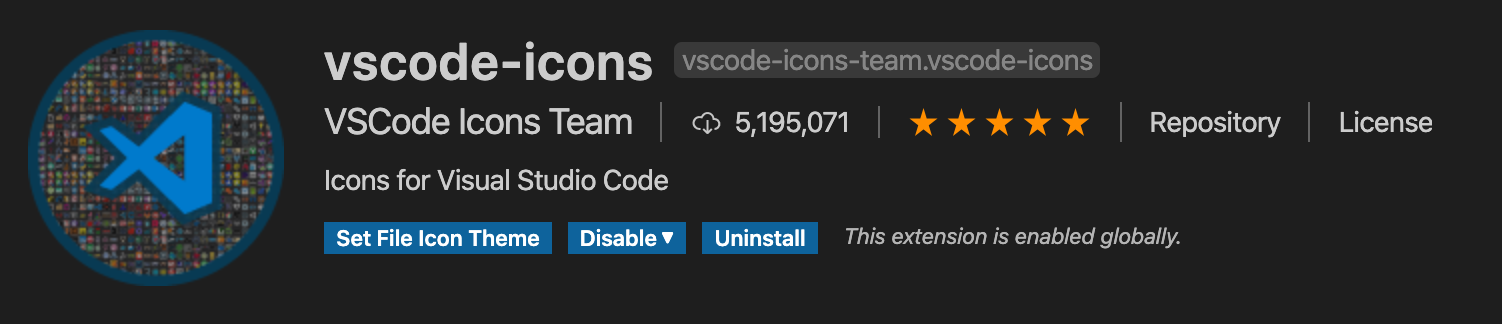 vscode-icons vscode-icons-team.vscode-icons
VSCode Icons Team 5,195,071 ★★★★★ Repository License
Icons for Visual Studio Code
Set File Icon Theme Disable▼ Uninstall This extension is enabled globally.